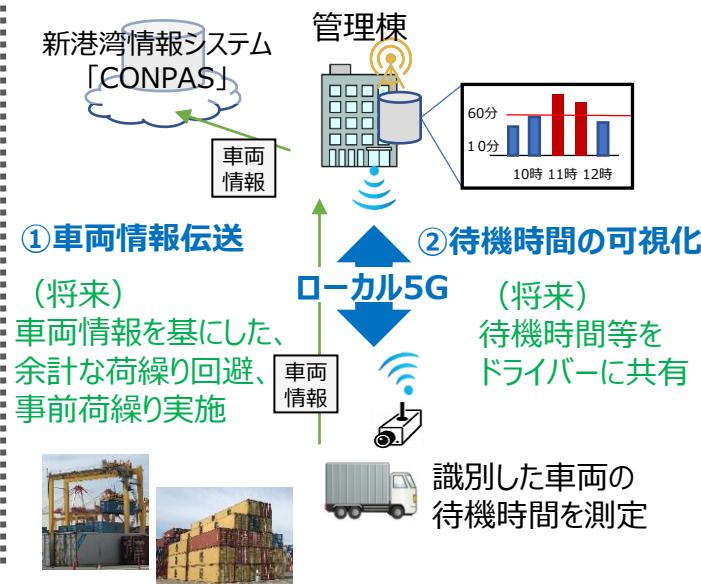 新港湾情報システム
「CONPAS」
管理棟
車両
情報
60分
10分
10時 11時 12時
①車両情報伝送
②待機時間の可視化
ローカル5G
（将来）
車両情報を基にした、
余計な荷繰り回避、
事前荷繰り実施
（将来）
待機時間等を
ドライバーに共有
車両
情報
識別した車両の
待機時間を測定